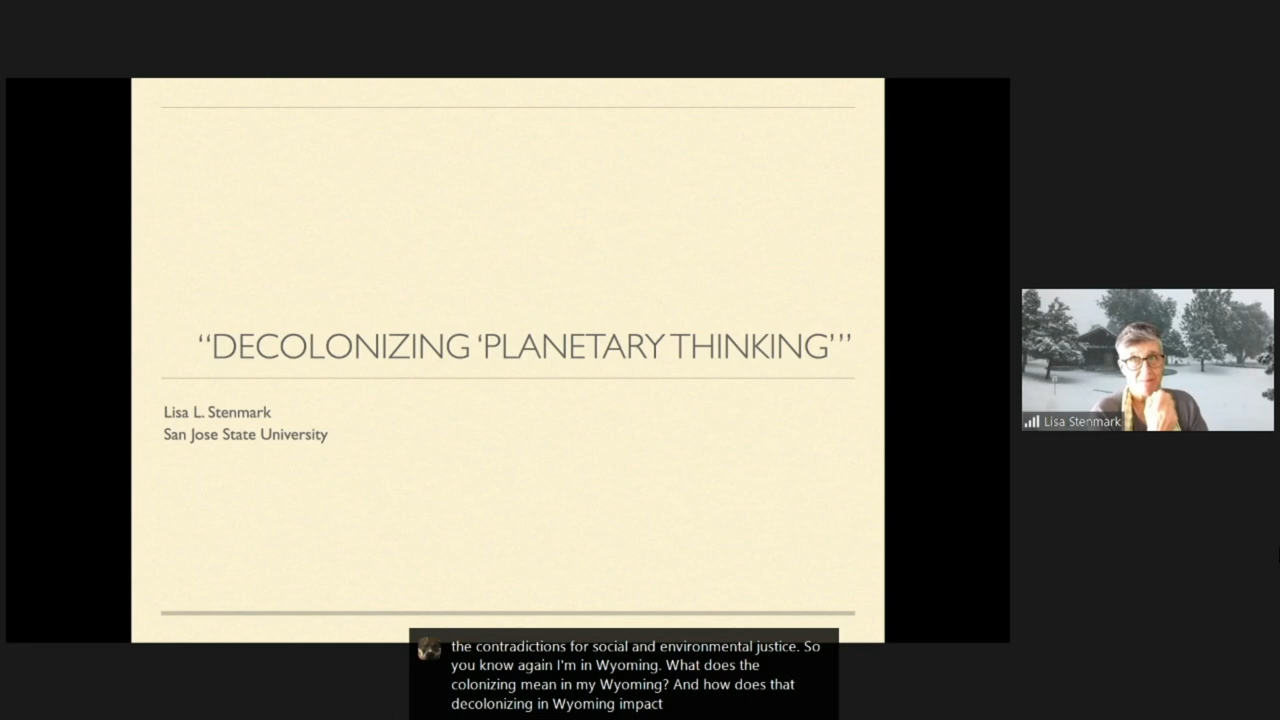 “DECOLONIZING ‘PLANETARY THINKING’”
Lisa L. Stenmark
San Jose State University
Lisa Stenmark
the contradictions for social and environmental justice. So
you know again I'm in Wyoming. What does the
colonizing mean in my Wyoming? And how does that
decolonizing in Wyoming impact